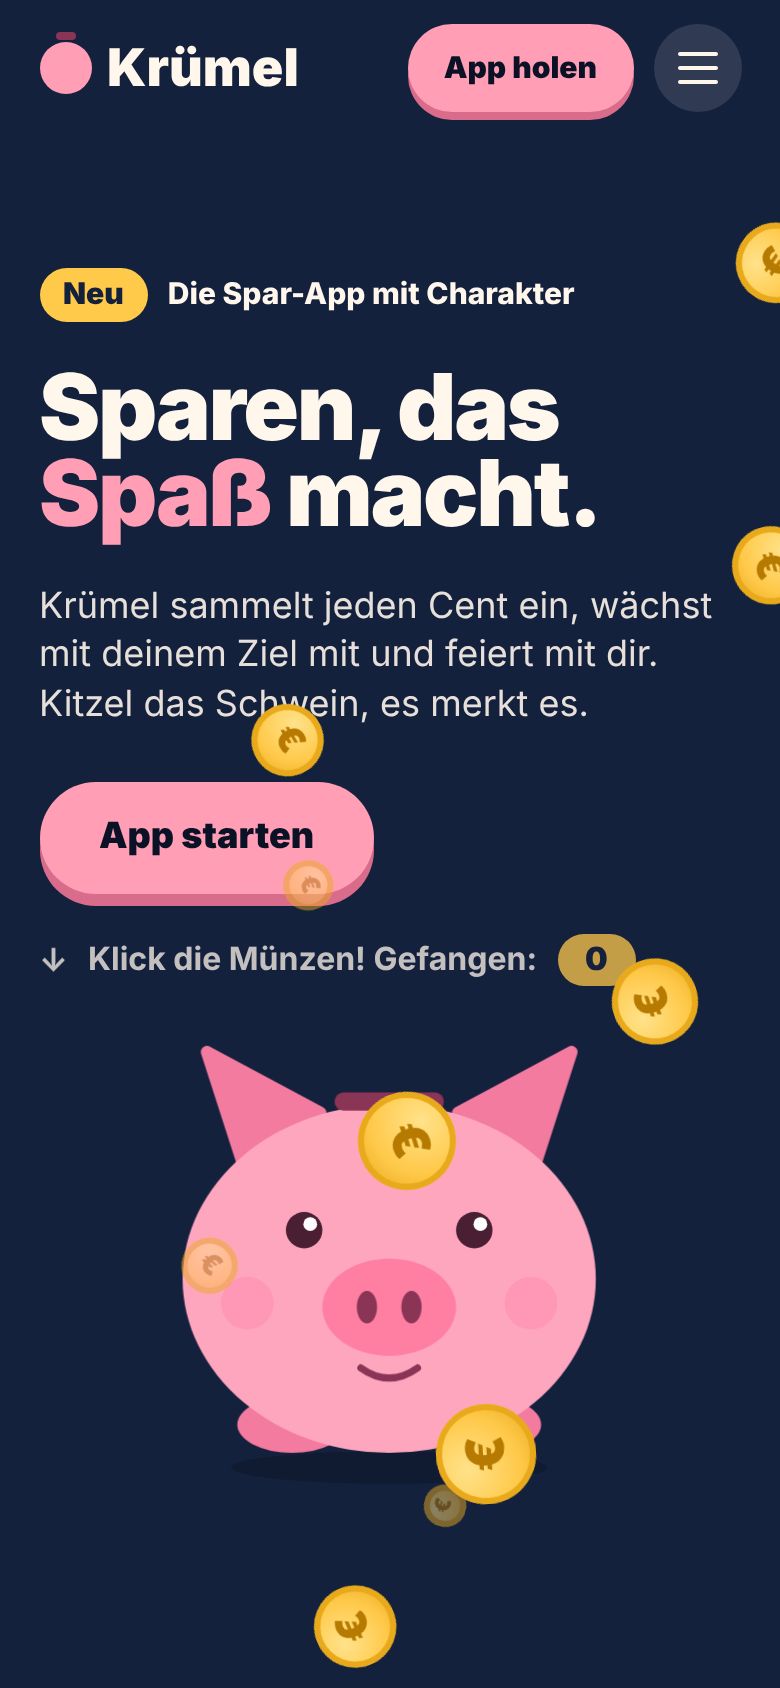 Krümel
App holen
Neu
Die Spar-App mit Charakter
Sparen, das
Spaß macht.
Krümel sammelt jeden Cent ein, wächst
mit deinem Ziel mit und feiert mit dir.
Kitzel das Schwein, es merkt es.
App starten
↓ Klick die Münzen! Gefangen: 0
€
€
€
€
€
€
€
€
€
€